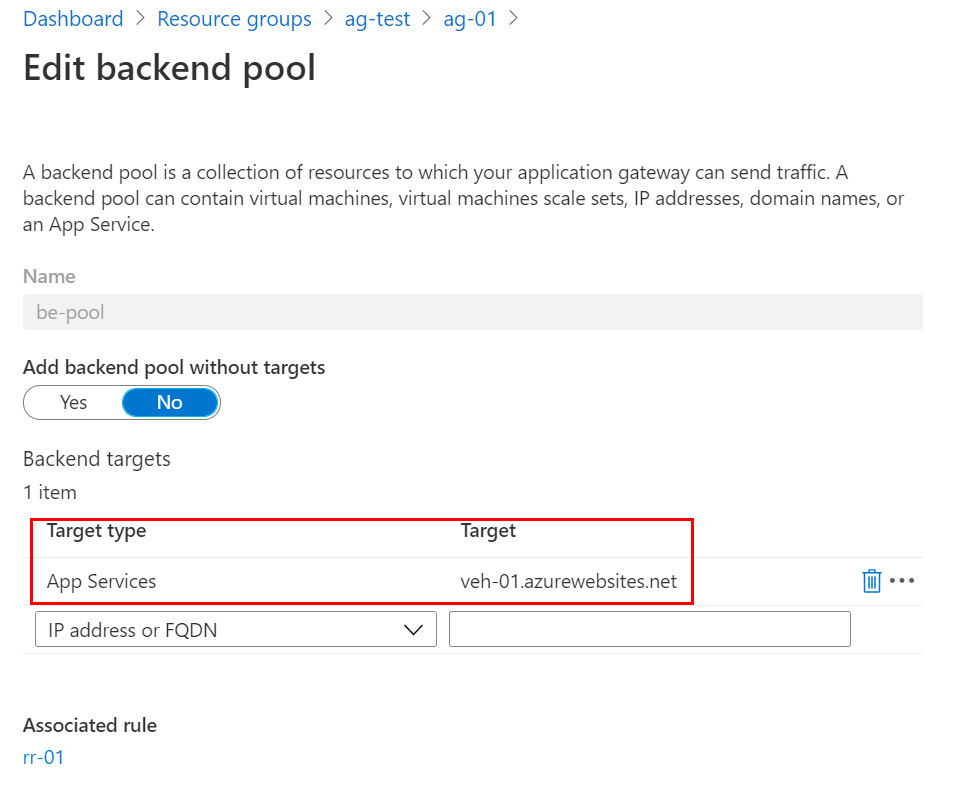 Dashboard > Resource groups > ag-test > ag-01 >
Edit backend pool
A backend pool is a collection of resources to which your application gateway can send traffic. A
backend pool can contain virtual machines, virtual machines scale sets, IP addresses, domain names, or
an App Service.
Name
be-pool
Add backend pool without targets
Yes No
Backend targets
1 item
Target type Target
App Services veh-01.azurewebsites.net
IP address or FQDN
Associated rule
rr-01